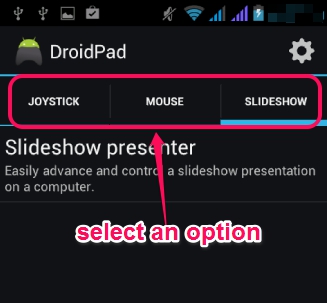 DroidPad
JOYSTICK MOUSE SLIDESHOW
Slideshow presenter
Easily advance and control a slideshow presentation
on a computer.
select an option